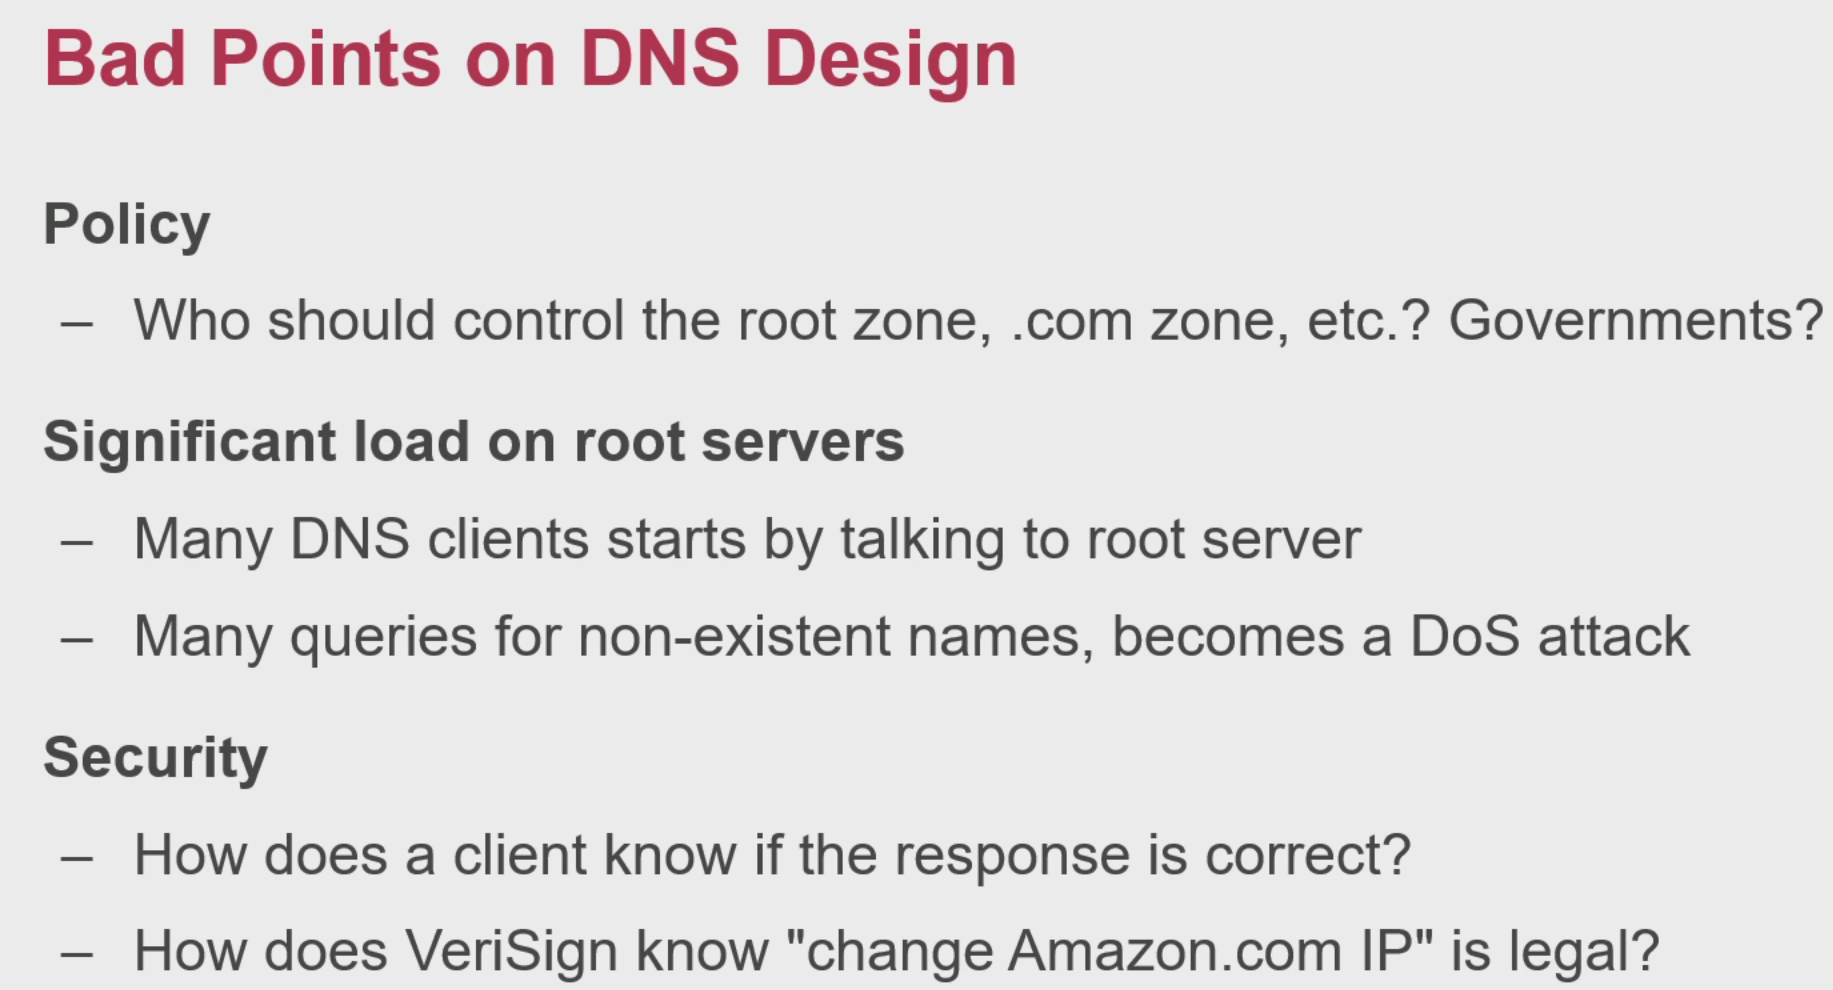 Bad Points on DNS Design
Policy
– Who should control the root zone, .com zone, etc.? Governments?
Significant load on root servers
– Many DNS clients starts by talking to root server
– Many queries for non-existent names, becomes a DoS attack
Security
– How does a client know if the response is correct?
– How does VeriSign know "change Amazon.com IP" is legal?